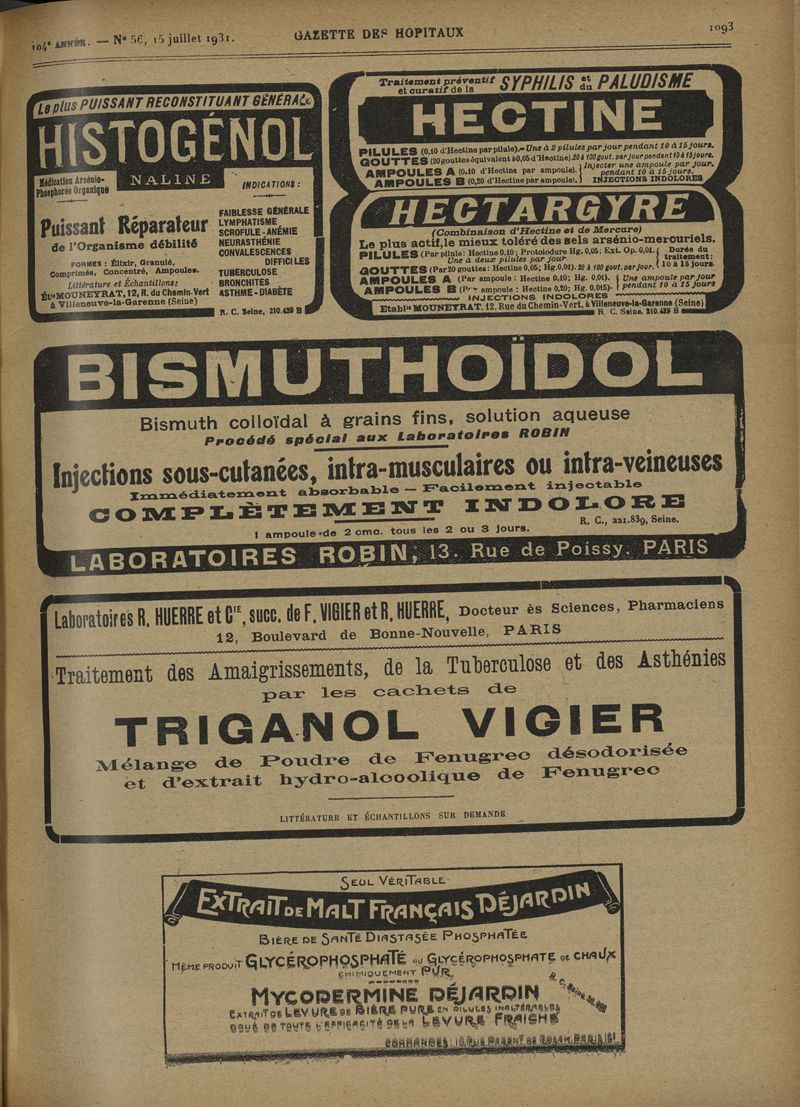 104e ANNÉE. — No 56, 15 juillet 1931.
GAZETTE DES HOPITAUX
1093
Le plus PUISSANT RECONSTITUANT GÉNÉRAL
HISTOGÉNOL
Médication Arsénio-
Phosphorée Organique
NALINE
INDICATIONS :
Puissant Réparateur
de l'Organisme débilité
FORMES : Élixir, Granulé,
Comprimés, Concentré, Ampoules.
Littérature et Échantillons :
Éts MOUNEYRAT, 12, R. du Chemin-Vert
à Villeneuve-la-Garenne (Seine)
FAIBLESSE GÉNÉRALE
LYMPHATISME
SCROFULE - ANÉMIE
NEURASTHÉNIE
CONVALESCENCES
DIFFICILES
TUBERCULOSE
BRONCHITES
ASTHME - DIABÈTE
R. C. Seine, 210.439 B
Traitement préventif et curatif de la SYPHILIS et du PALUDISME
HECTINE
PILULES (0,10 d'Hectine par pilule).- Une à 2 pilules par jour pendant 10 à 15 jours.
GOUTTES (20 gouttes équivalent à 0,05 d'Hectine) 20 à 100 gout. par jour pendant 10 à 15 jours.
AMPOULES A (0.10 d'Hectine par ampoule). Injecter une ampoule par jour.
AMPOULES B (0,20 d'Hectine par ampoule). pendant 10 à 15 jours.
INJECTIONS INDOLORES
HECTARGYRE
(Combinaison d'Hectine et de Mercure)
Le plus actif, le mieux toléré des sels arsénio-mercuriels.
PILULES (Par pilule : Hectine 0,10 ; Protoiodure Hg. 0,05 ; Ext. Op. 0,01.
Une à deux pilules par jour
GOUTTES (Par 20 gouttes : Hectine 0,05 ; Hg. 0,01). 20 à 100 gout. par jour.
Durée du traitement : 10 à 15 jours.
AMPOULES A (Par ampoule : Hectine 0,10 ; Hg. 0,01). Une ampoule par jour
AMPOULES B (Par ampoule : Hectine 0,20 ; Hg. 0,015). pendant 10 à 15 jours
INJECTIONS INDOLORES
Etablts MOUNEYRAT, 12, Rue du Chemin-Vert, à Villeneuve-la-Garenne (Seine)
R. C. Seine, 210.439 B
BISMUTHOÏDOL
Bismuth colloïdal à grains fins, solution aqueuse
Procédé spécial aux Laboratoires ROBIN
Injections sous-cutanées, intra-musculaires ou intra-veineuses
Immédiatement absorbable — Facilement injectable
COMPLÈTEMENT INDOLORE
R. C., 221.839, Seine.
1 ampoule de 2 cmc. tous les 2 ou 3 jours.
LABORATOIRES ROBIN, 13. Rue de Poissy. PARIS
Laboratoires R. HUERRE et Cie, succ. de F. VIGIER et R. HUERRE, Docteur ès Sciences, Pharmaciens
12, Boulevard de Bonne-Nouvelle, PARIS
Traitement des Amaigrissements, de la Tuberculose et des Asthénies
par les cachets de
TRIGANOL VIGIER
Mélange de Poudre de Fenugrec désodorisée
et d'extrait hydro-alcoolique de Fenugrec
LITTÉRATURE ET ÉCHANTILLONS SUR DEMANDE
SEUL VÉRITABLE
EXTRAIT DE MALT FRANÇAIS DÉJARDIN
BIÈRE DE SANTÉ DIASTASÉE PHOSPHATÉE
MÊME PRODUIT GLYCÉROPHOSPHATÉ AU GLYCÉROPHOSPHATE DE CHAUX
CHIMIQUEMENT PUR
MYCODERMINE DÉJARDIN
EXTRAIT DE LEVURE DE BIÈRE PURE EN PILULES INALTÉRABLES
DOUÉ DE TOUTE L'EFFICACITÉ DE LA LEVURE FRAICHE